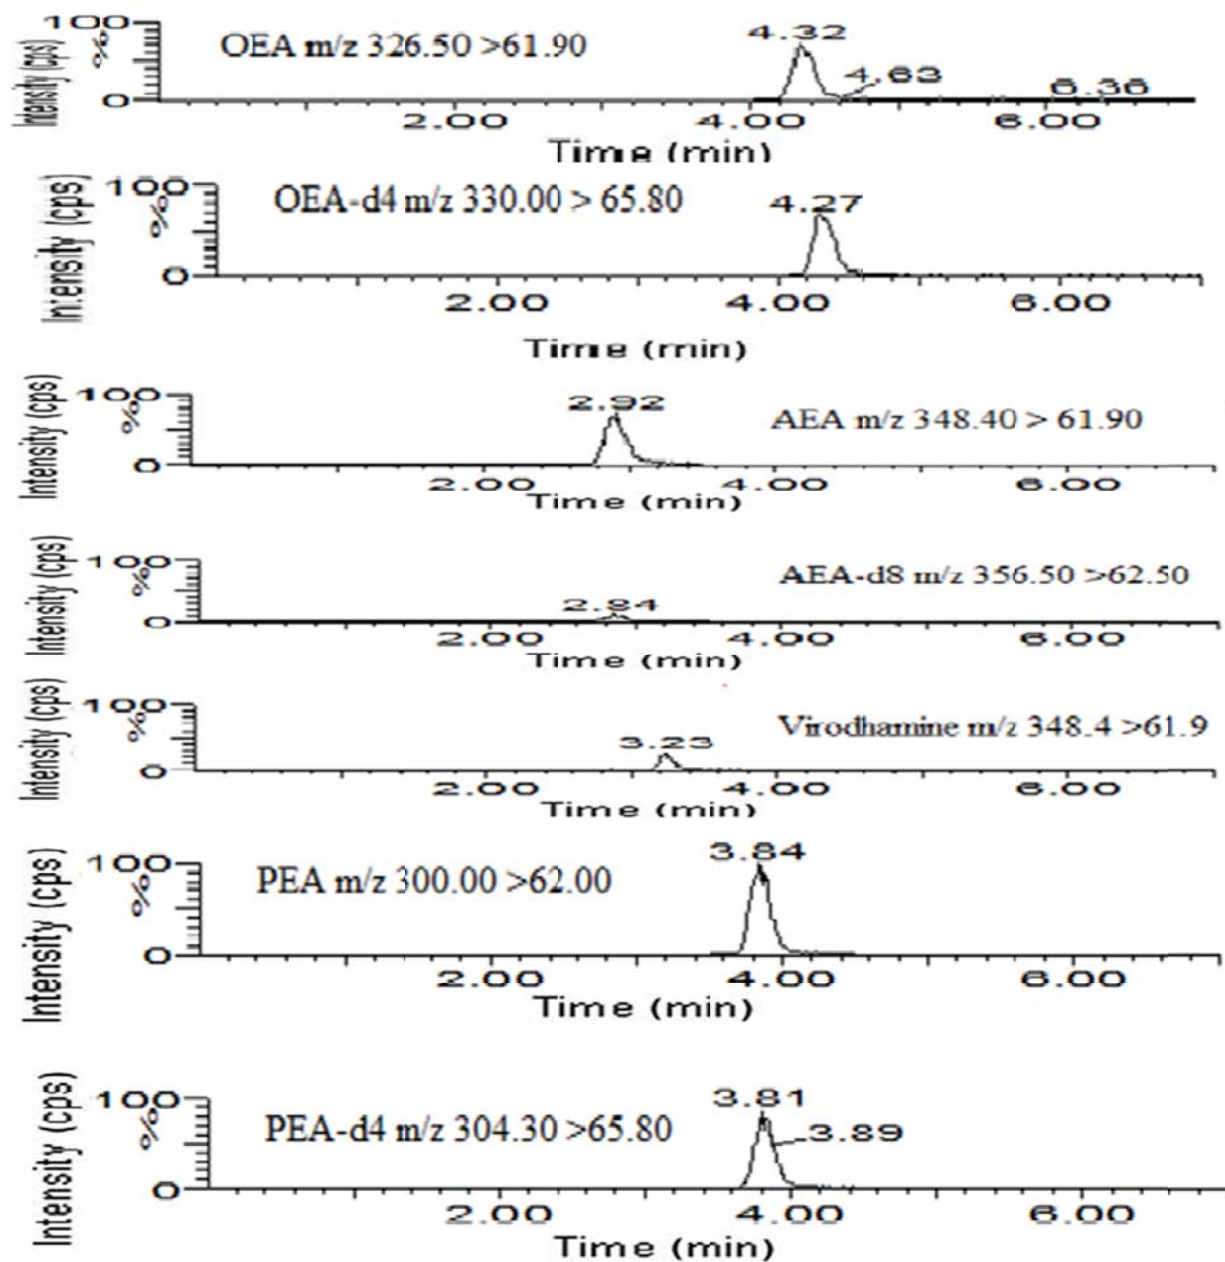 100
%
Intensity (cps)
OEA m/z 326.50 >61.90
4.32
4.63
6.36
0
2.00 4.00 6.00
Time (min)
100
%
Intensity (cps)
OEA-d4 m/z 330.00 > 65.80
4.27
0
2.00 4.00 6.00
Time (min)
100
%
Intensity (cps)
2.92
AEA m/z 348.40 > 61.90
0
2.00 4.00 6.00
Time (min)
100
%
Intensity (cps)
AEA-d8 m/z 356.50 >62.50
2.84
0
2.00 4.00 6.00
Time (min)
100
%
Intensity (cps)
Virodhamine m/z 348.4 >61.9
3.23
0
2.00 4.00 6.00
Time (min)
100
%
Intensity (cps)
3.84
PEA m/z 300.00 >62.00
0
2.00 4.00 6.00
Time (min)
100
%
Intensity (cps)
3.81
PEA-d4 m/z 304.30 >65.80
3.89
0
2.00 4.00 6.00
Time (min)